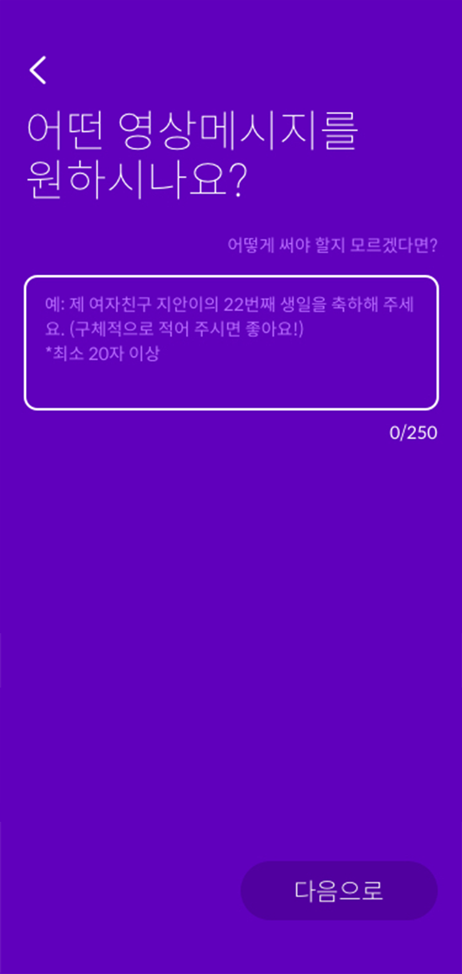 어떤 영상메시지를
원하시나요?
어떻게 써야 할지 모르겠다면?
예: 제 여자친구 지안이의 22번째 생일을 축하해 주세
요. (구체적으로 적어 주시면 좋아요!)
*최소 20자 이상
0/250
다음으로